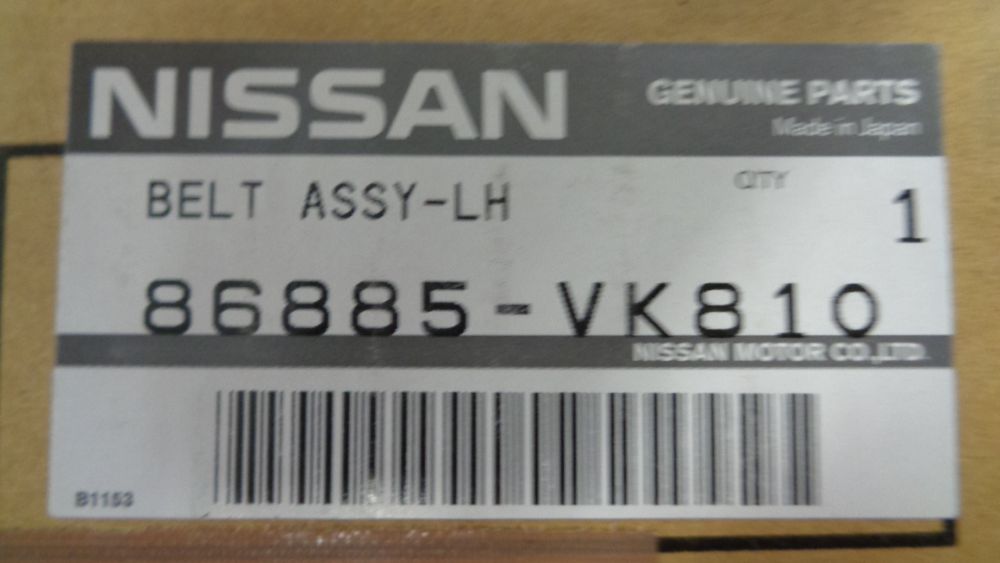 NISSAN
GENUINE PARTS
Made in Japan
BELT ASSY-LH
QTY
1
86885-VK810
NISSAN MOTOR CO.,LTD.
B1153